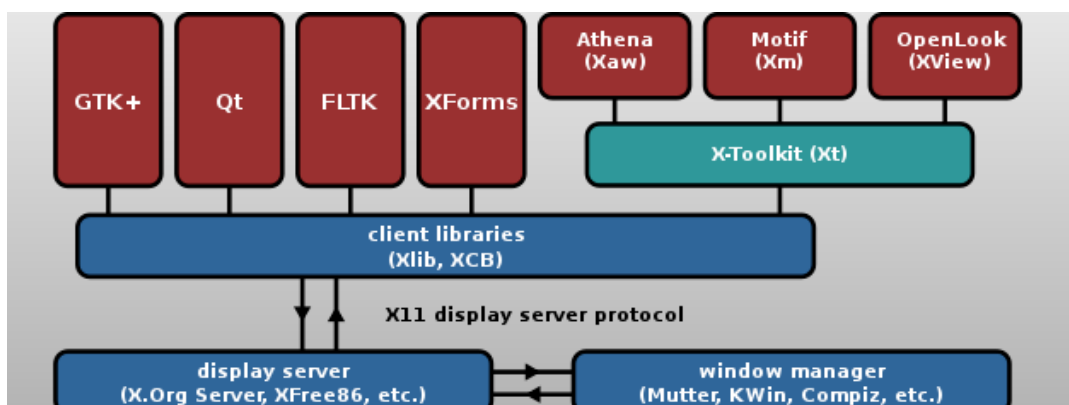 GTK+
Qt
FLTK
XForms
Athena
(Xaw)
Motif
(Xm)
OpenLook
(XView)
X-Toolkit (Xt)
client libraries
(Xlib, XCB)
X11 display server protocol
display server
(X.Org Server, XFree86, etc.)
window manager
(Mutter, KWin, Compiz, etc.)